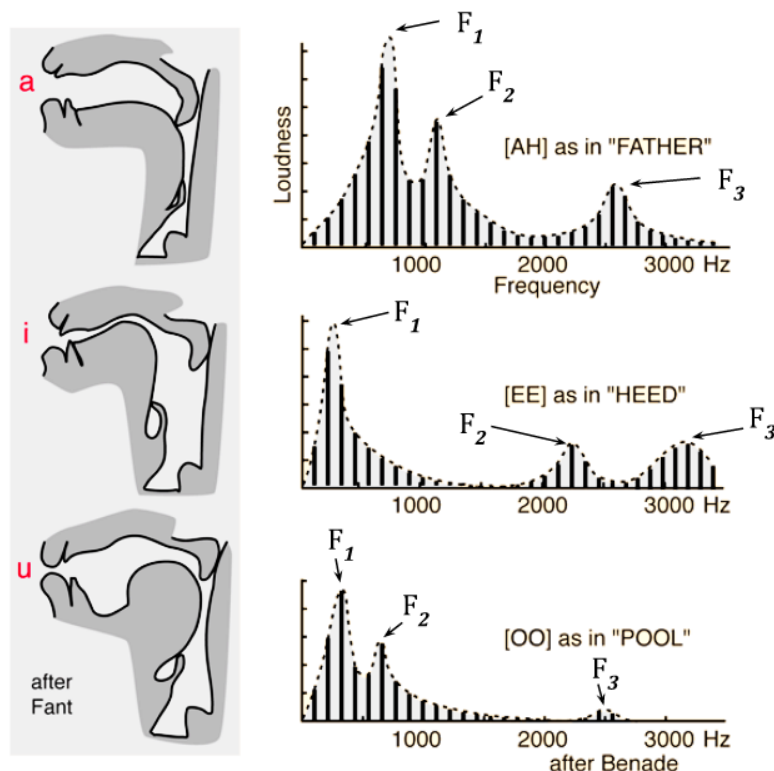 a
F1
F2
F3
Loudness
[AH] as in "FATHER"
1000 2000 3000 Hz
Frequency
i
F1
F2
F3
[EE] as in "HEED"
1000 2000 3000 Hz
u
F1
F2
F3
[OO] as in "POOL"
1000 2000 3000 Hz
after
Fant
after Benade